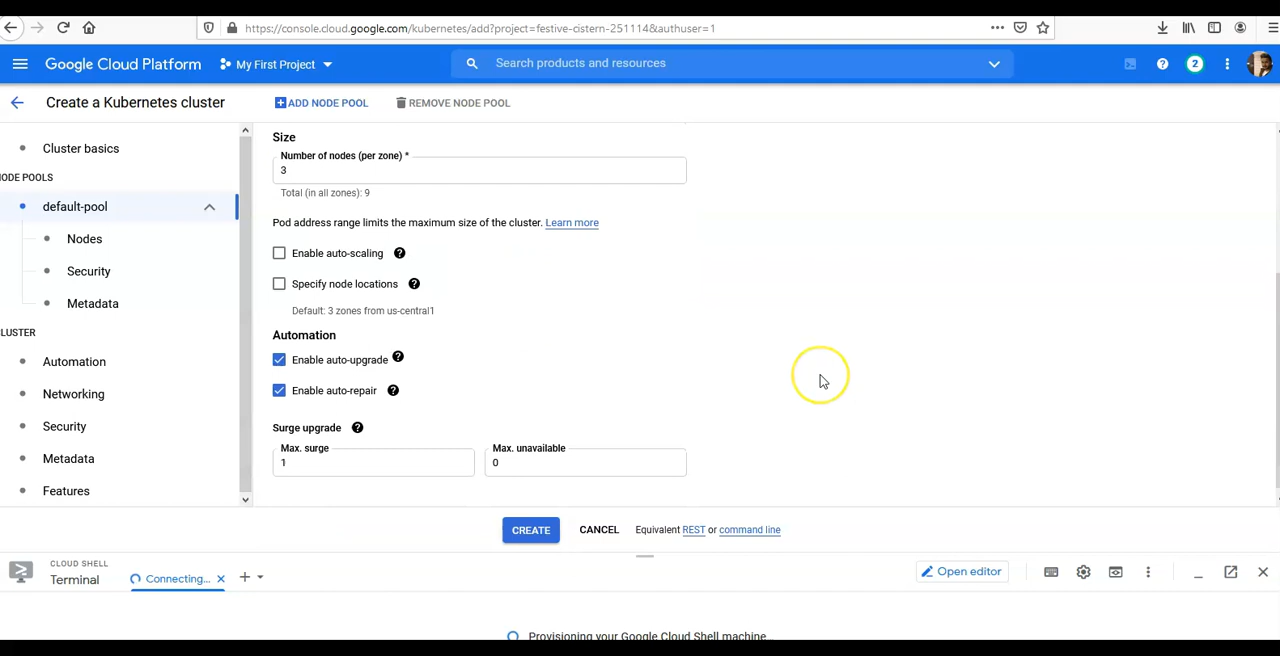 https://console.cloud.google.com/kubernetes/add?project=festive-cistern-251114&authuser=1
Google Cloud Platform
My First Project
Search products and resources
2
Create a Kubernetes cluster
ADD NODE POOL
REMOVE NODE POOL
Cluster basics
ODE POOLS
default-pool
Nodes
Security
Metadata
LUSTER
Automation
Networking
Security
Metadata
Features
Size
Number of nodes (per zone) *
3
Total (in all zones): 9
Pod address range limits the maximum size of the cluster. Learn more
Enable auto-scaling
Specify node locations
Default: 3 zones from us-central1
Automation
Enable auto-upgrade
Enable auto-repair
Surge upgrade
Max. surge
1
Max. unavailable
0
CREATE
CANCEL
Equivalent REST or command line
CLOUD SHELL
Terminal
Connecting...
Open editor
Provisioning your Google Cloud Shell machine...